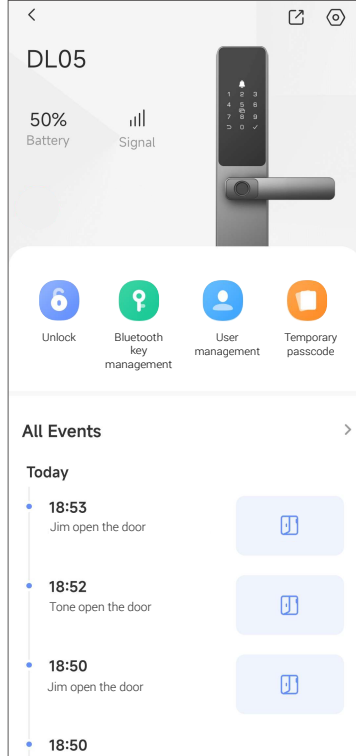 DL05
50%
Battery
Signal
1 2 3
4 5 6
7 8 9
0
Unlock
Bluetooth
key
management
User
management
Temporary
passcode
All Events
Today
18:53
Jim open the door
18:52
Tone open the door
18:50
Jim open the door
18:50